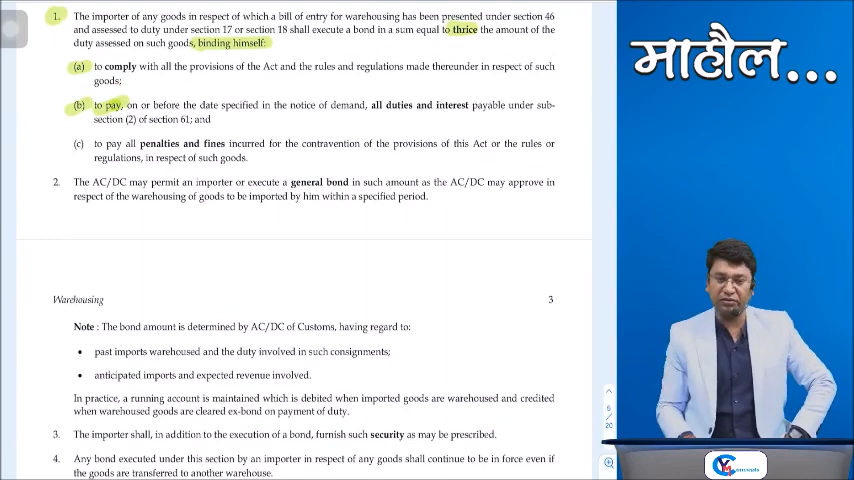 1. The importer of any goods in respect of which a bill of entry for warehousing has been presented under section 46
and assessed to duty under section 17 or section 18 shall execute a bond in a sum equal to thrice the amount of the
duty assessed on such goods, binding himself:
(a) to comply with all the provisions of the Act and the rules and regulations made thereunder in respect of such
goods;
(b) to pay, on or before the date specified in the notice of demand, all duties and interest payable under sub-
section (2) of section 61; and
(c) to pay all penalties and fines incurred for the contravention of the provisions of this Act or the rules or
regulations, in respect of such goods.
2. The AC/DC may permit an importer or execute a general bond in such amount as the AC/DC may approve in
respect of the warehousing of goods to be imported by him within a specified period.
Warehousing 3
Note : The bond amount is determined by AC/DC of Customs, having regard to:
• past imports warehoused and the duty involved in such consignments;
• anticipated imports and expected revenue involved.
In practice, a running account is maintained which is debited when imported goods are warehoused and credited
when warehoused goods are cleared ex-bond on payment of duty.
3. The importer shall, in addition to the execution of a bond, furnish such security as may be prescribed.
4. Any bond executed under this section by an importer in respect of any goods shall continue to be in force even if
the goods are transferred to another warehouse.
6
/
20
माहौल...
Concepts